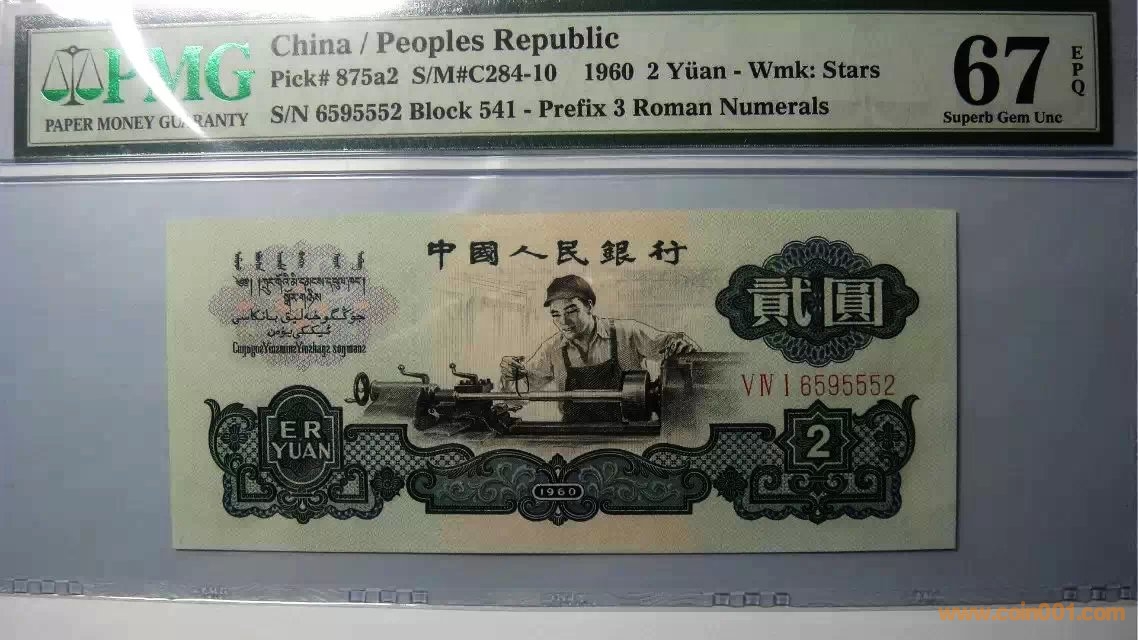 PMG
PAPER MONEY GUARANTY
China / Peoples Republic
Pick# 875a2 S/M#C284-10 1960 2 Yüan - Wmk: Stars
S/N 6595552 Block 541 - Prefix 3 Roman Numerals
67
EPQ
Superb Gem Unc
中國人民銀行
貳圓
VIV I 6595552
ER
YUAN
1960
2
www.coin001.com